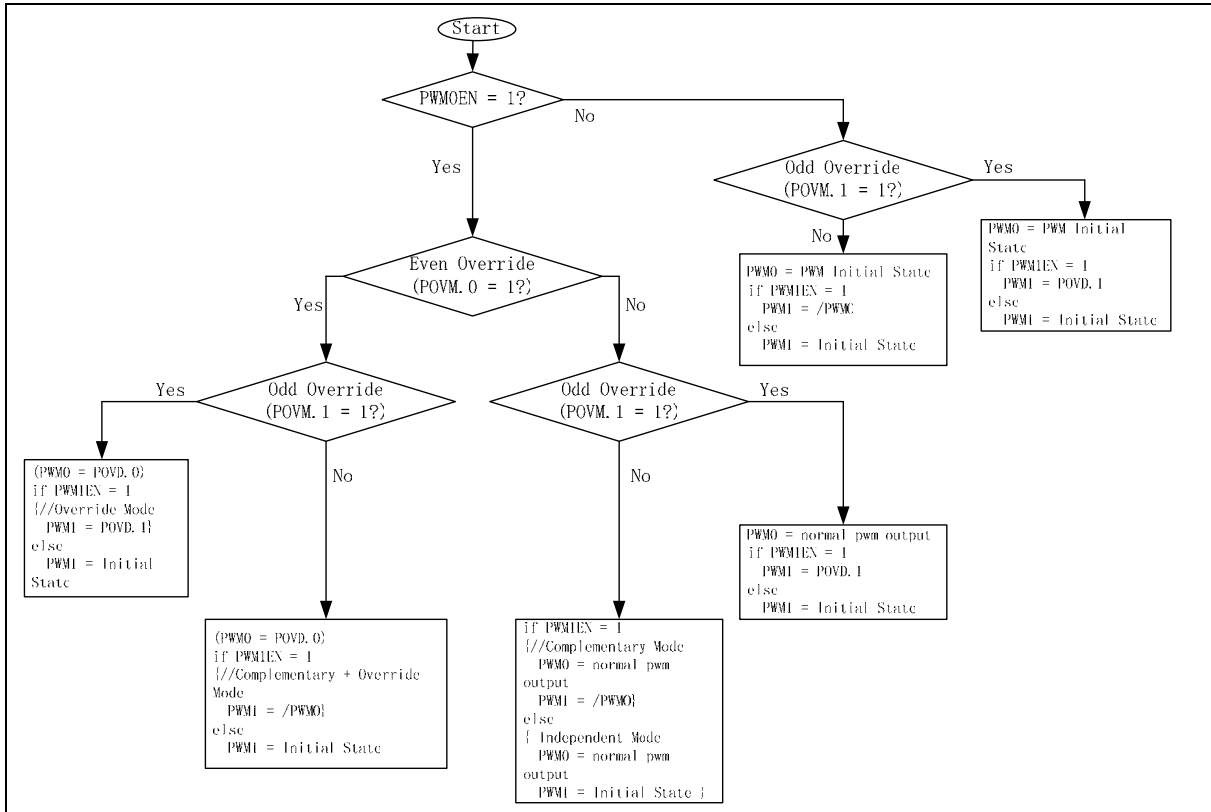 Start
PWM0EN = 1?
No
Yes
Odd Override
(POVM.1 = 1?)
Yes
No
PWM0 = PWM Initial
State
if PWM1EN = 1
PWM1 = POVD.1
else
PWM1 = Initial State
PWM0 = PWM Initial State
if PWM1EN = 1
PWM1 = /PWM0
else
PWM1 = Initial State
Even Override
(POVM.0 = 1?)
Yes
No
Odd Override
(POVM.1 = 1?)
Yes
No
Odd Override
(POVM.1 = 1?)
Yes
No
(PWM0 = POVD.0)
if PWM1EN = 1
{//Override Mode
PWM1 = POVD.1}
else
PWM1 = Initial
State
(PWM0 = POVD.0)
if PWM1EN = 1
{//Complementary + Override
Mode
PWM1 = /PWM0}
else
PWM1 = Initial State
if PWM1EN = 1
{//Complementary Mode
PWM0 = normal pwm
output
PWM1 = /PWM0}
else
{ Independent Mode
PWM0 = normal pwm
output
PWM1 = Initial State }
PWM0 = normal pwm output
if PWM1EN = 1
PWM1 = POVD.1
else
PWM1 = Initial State